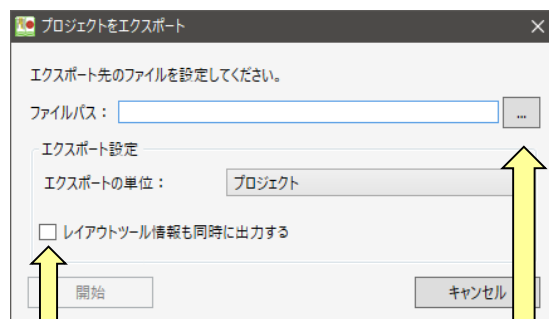 プロジェクトをエクスポート
エクスポート先のファイルを設定してください。
ファイルパス：
...
エクスポート設定
エクスポートの単位：
プロジェクト
レイアウトツール情報も同時に出力する
開始
キャンセル